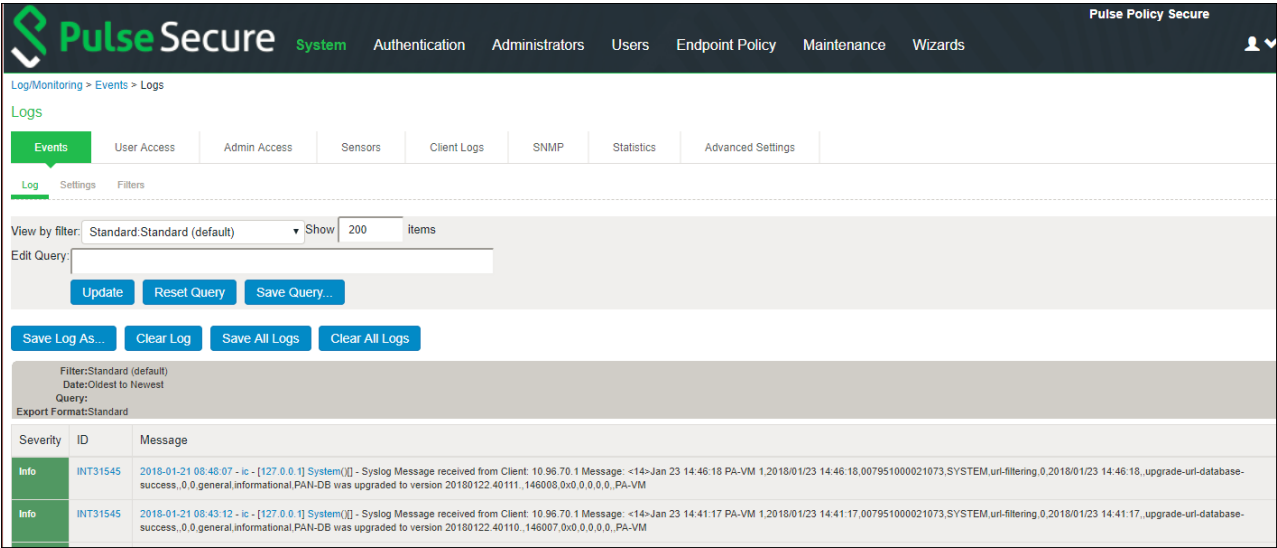 Pulse Policy Secure
Pulse Secure System Authentication Administrators Users Endpoint Policy Maintenance Wizards
Log/Monitoring > Events > Logs
Logs
Events User Access Admin Access Sensors Client Logs SNMP Statistics Advanced Settings
Log Settings Filters
View by filter: Standard:Standard (default) Show 200 items
Edit Query:
Update Reset Query Save Query...
Save Log As... Clear Log Save All Logs Clear All Logs
Filter:Standard (default)
Date:Oldest to Newest
Query:
Export Format:Standard
Severity ID Message
Info INT31545 2018-01-21 08:48:07 - ic - [127.0.0.1] System()[] - Syslog Message received from Client: 10.96.70.1 Message: <14>Jan 23 14:46:18 PA-VM 1,2018/01/23 14:46:18,007951000021073,SYSTEM,url-filtering,0,2018/01/23 14:46:18,,upgrade-url-database-
success,,0,0,general,informational,PAN-DB was upgraded to version 20180122.40111.,146008,0x0,0,0,0,0,,PA-VM
Info INT31545 2018-01-21 08:43:12 - ic - [127.0.0.1] System()[] - Syslog Message received from Client: 10.96.70.1 Message: <14>Jan 23 14:41:17 PA-VM 1,2018/01/23 14:41:17,007951000021073,SYSTEM,url-filtering,0,2018/01/23 14:41:17,,upgrade-url-database-
success,,0,0,general,informational,PAN-DB was upgraded to version 20180122.40110.,146007,0x0,0,0,0,0,,PA-VM